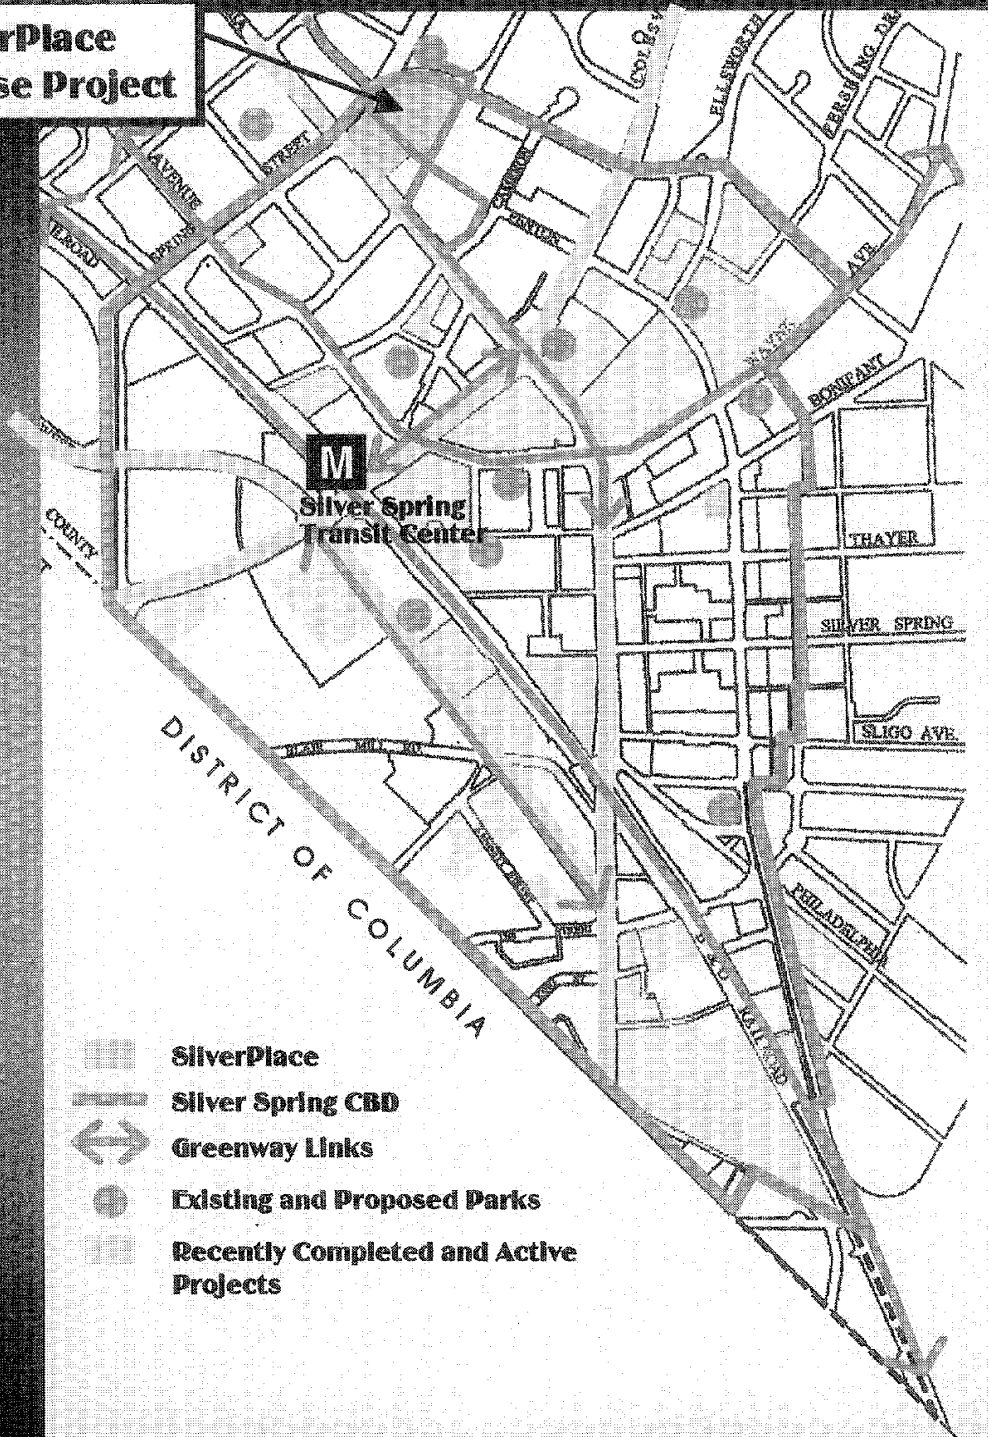 rPlace
se Project
ELLSWORTH
PERSHING DR
COLESV
AVENUE
STREET
SPRING
CAMERON
FENTON
AVE.
WAYNE
BONIFANT
M
Silver Spring
Transit Center
COUNTY
THAYER
SILVER SPRING
SLIGO AVE.
BLAIR MILL RD.
DISTRICT OF COLUMBIA
PHILADELPHIA
B & O RAILROAD
SilverPlace
Silver Spring CBD
Greenway Links
Existing and Proposed Parks
Recently Completed and Active
Projects